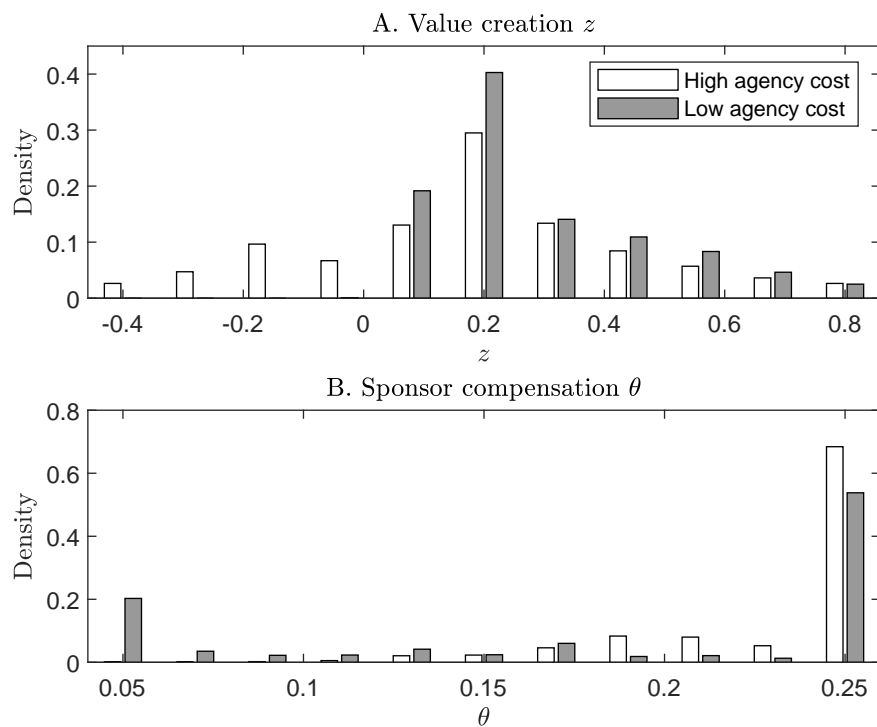 A. Value creation z
0.4
0.3
0.2
0.1
0
Density
High agency cost
Low agency cost
-0.4 -0.2 0 0.2 0.4 0.6 0.8
z
B. Sponsor compensation θ
0.8
0.6
0.4
0.2
0
Density
0.05 0.1 0.15 0.2 0.25
θ